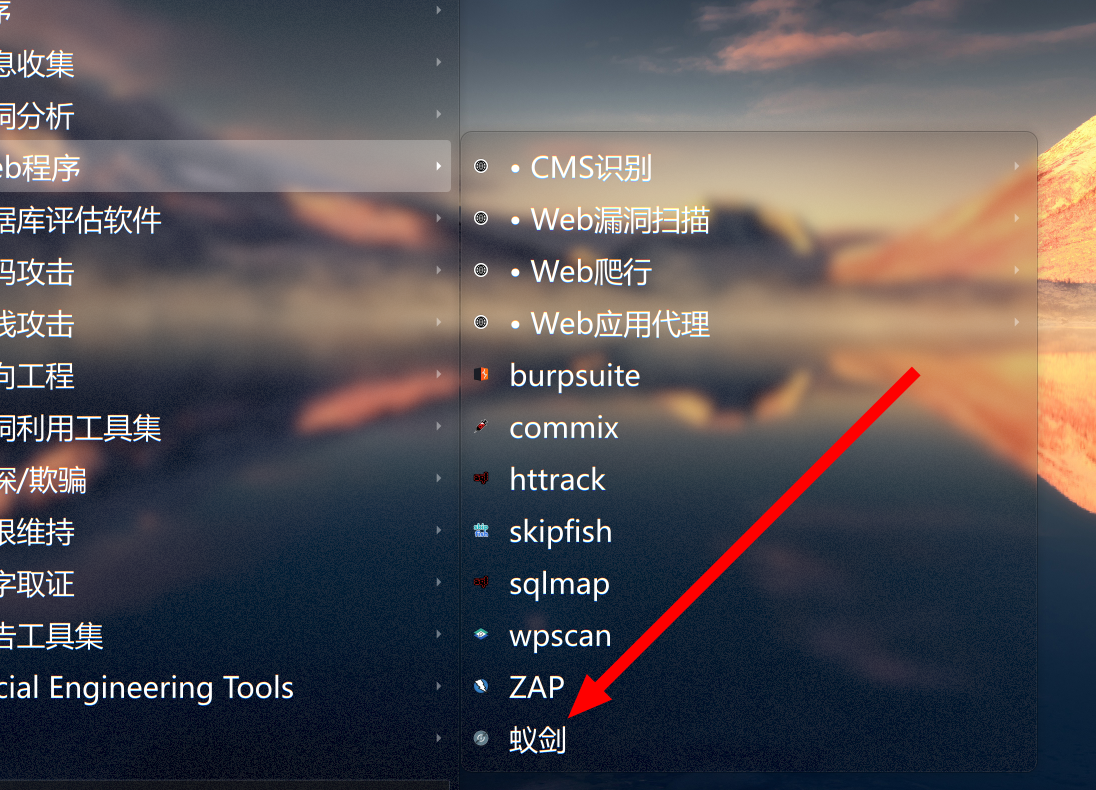 序
息收集
洞分析
eb程序
据库评估软件
码攻击
线攻击
向工程
洞利用工具集
探/欺骗
限维持
字取证
告工具集
cial Engineering Tools
• CMS识别
• Web漏洞扫描
• Web爬行
• Web应用代理
burpsuite
commix
httrack
skipfish
sqlmap
wpscan
ZAP
蚁剑